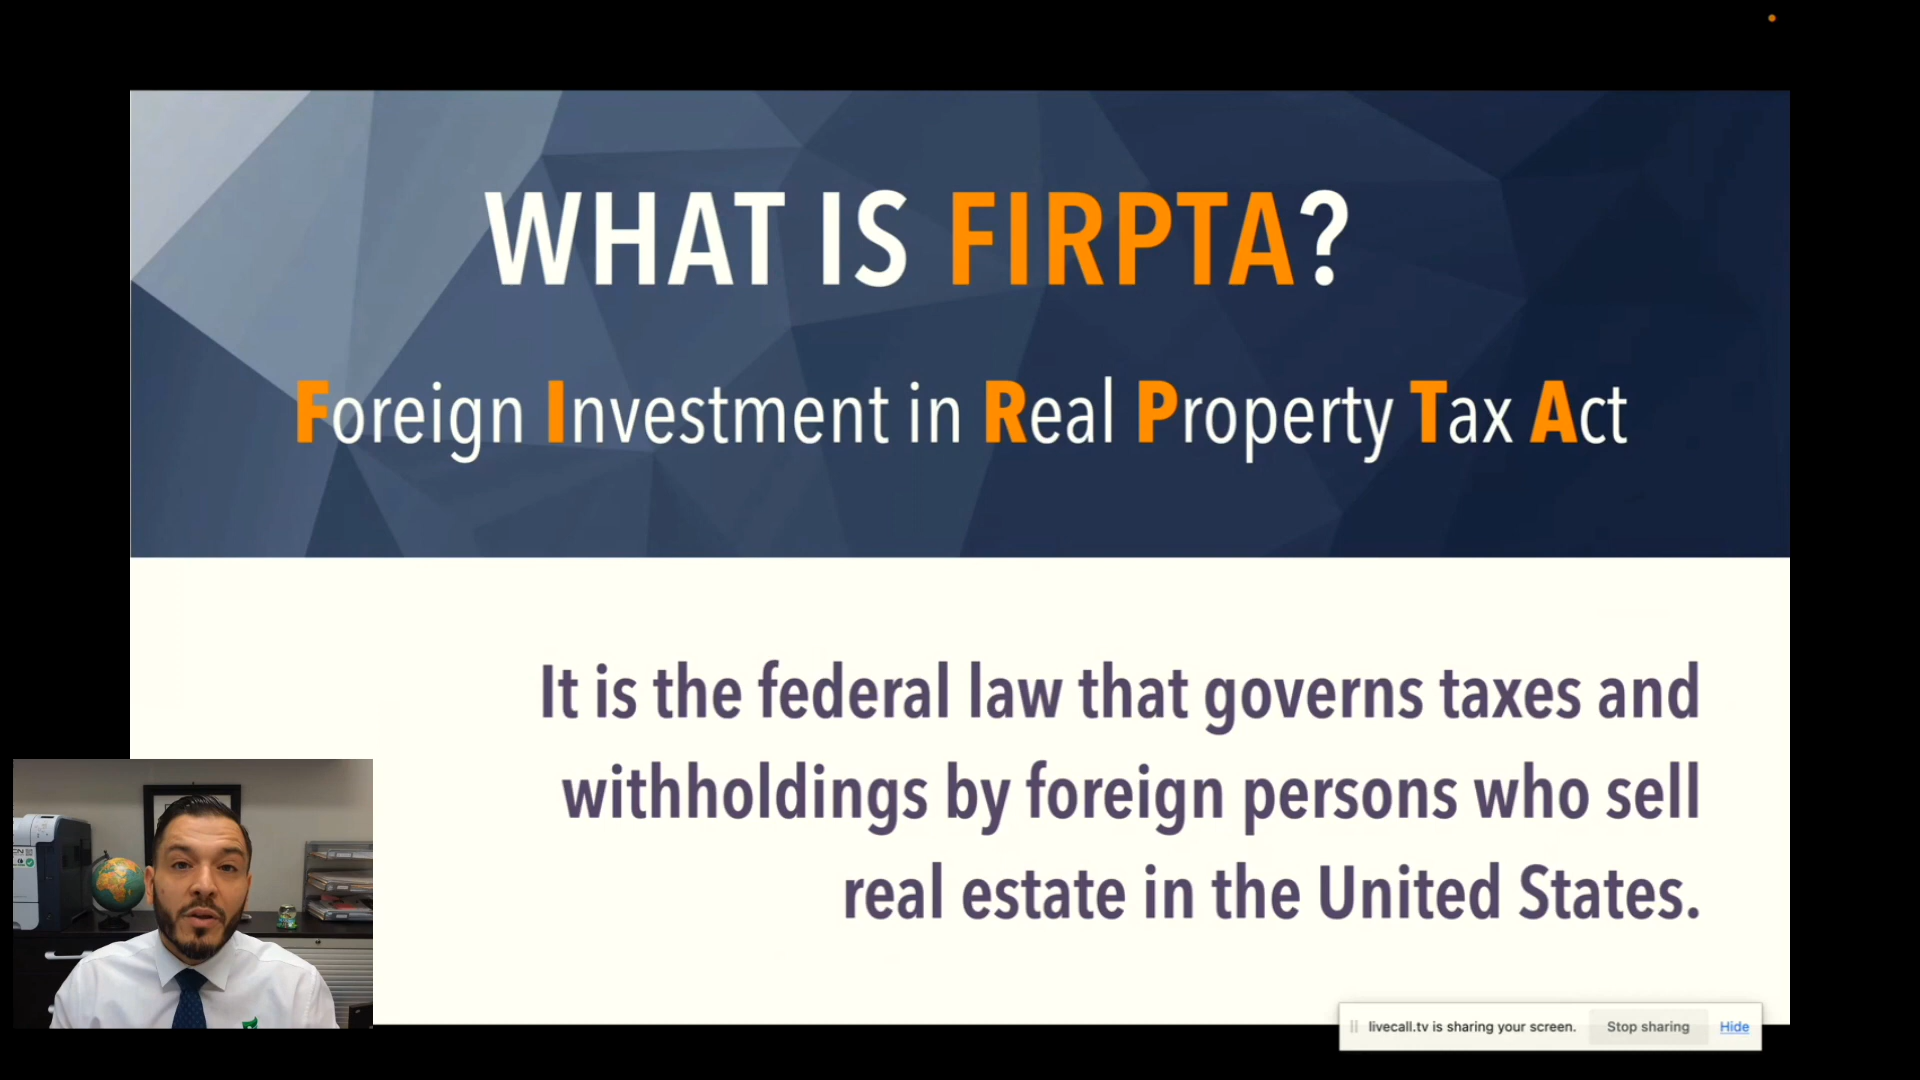 WHAT IS FIRPTA?
Foreign Investment in Real Property Tax Act
It is the federal law that governs taxes and
withholdings by foreign persons who sell
real estate in the United States.
livecall.tv is sharing your screen. Stop sharing Hide